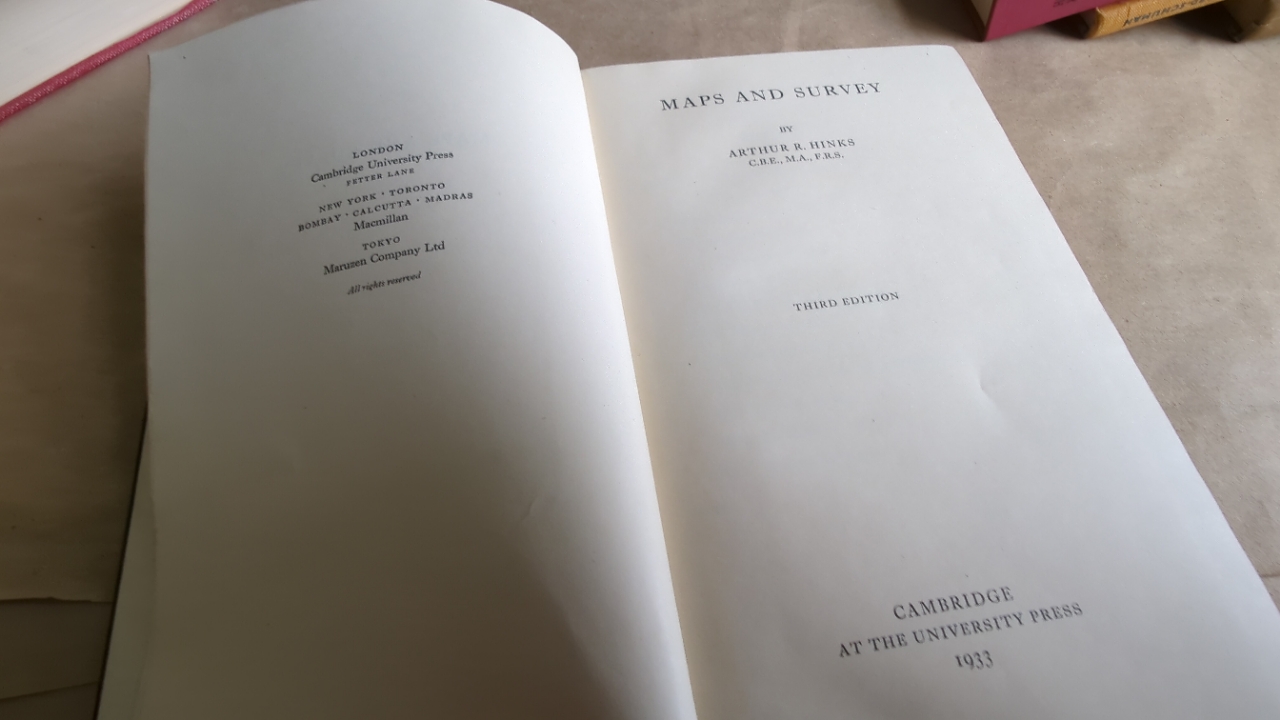 LONDON
Cambridge University Press
FETTER LANE
NEW YORK · TORONTO
BOMBAY · CALCUTTA · MADRAS
Macmillan
TOKYO
Maruzen Company Ltd
All rights reserved
MAPS AND SURVEY
BY
ARTHUR R. HINKS
C.B.E., M.A., F.R.S.
THIRD EDITION
CAMBRIDGE
AT THE UNIVERSITY PRESS
1933